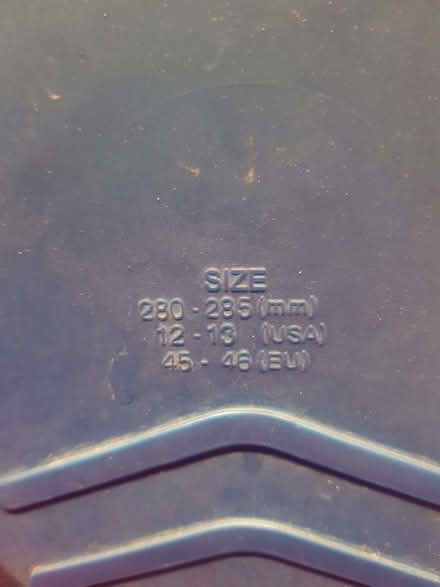 SIZE
280 - 285 (mm)
12 - 13 (USA)
45 - 46 (EU)